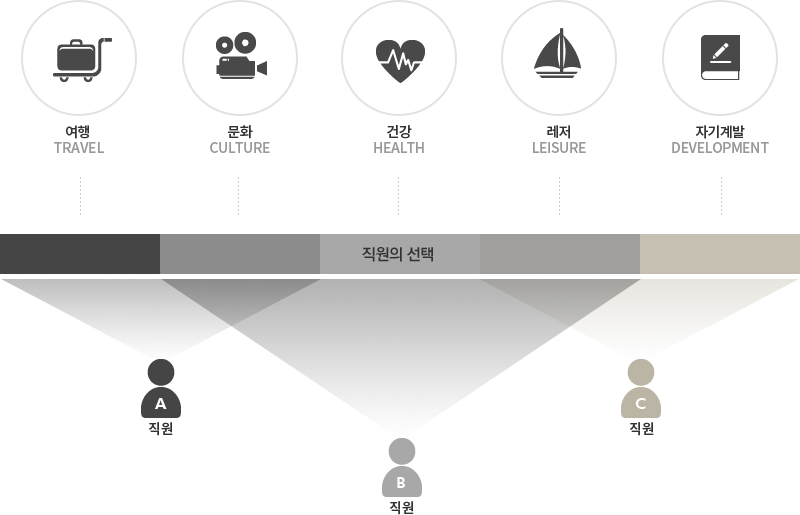 여행
TRAVEL
문화
CULTURE
건강
HEALTH
레저
LEISURE
자기계발
DEVELOPMENT
직원의 선택
A
직원
C
직원
B
직원